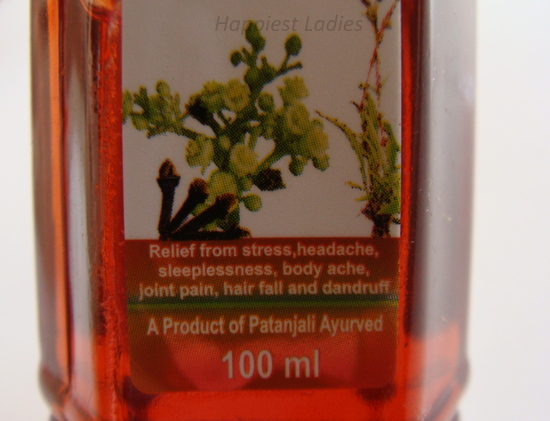 Happiest Ladies
Relief from stress,headache,
sleeplessness, body ache,
joint pain, hair fall and dandruff
A Product of Patanjali Ayurved
100 ml